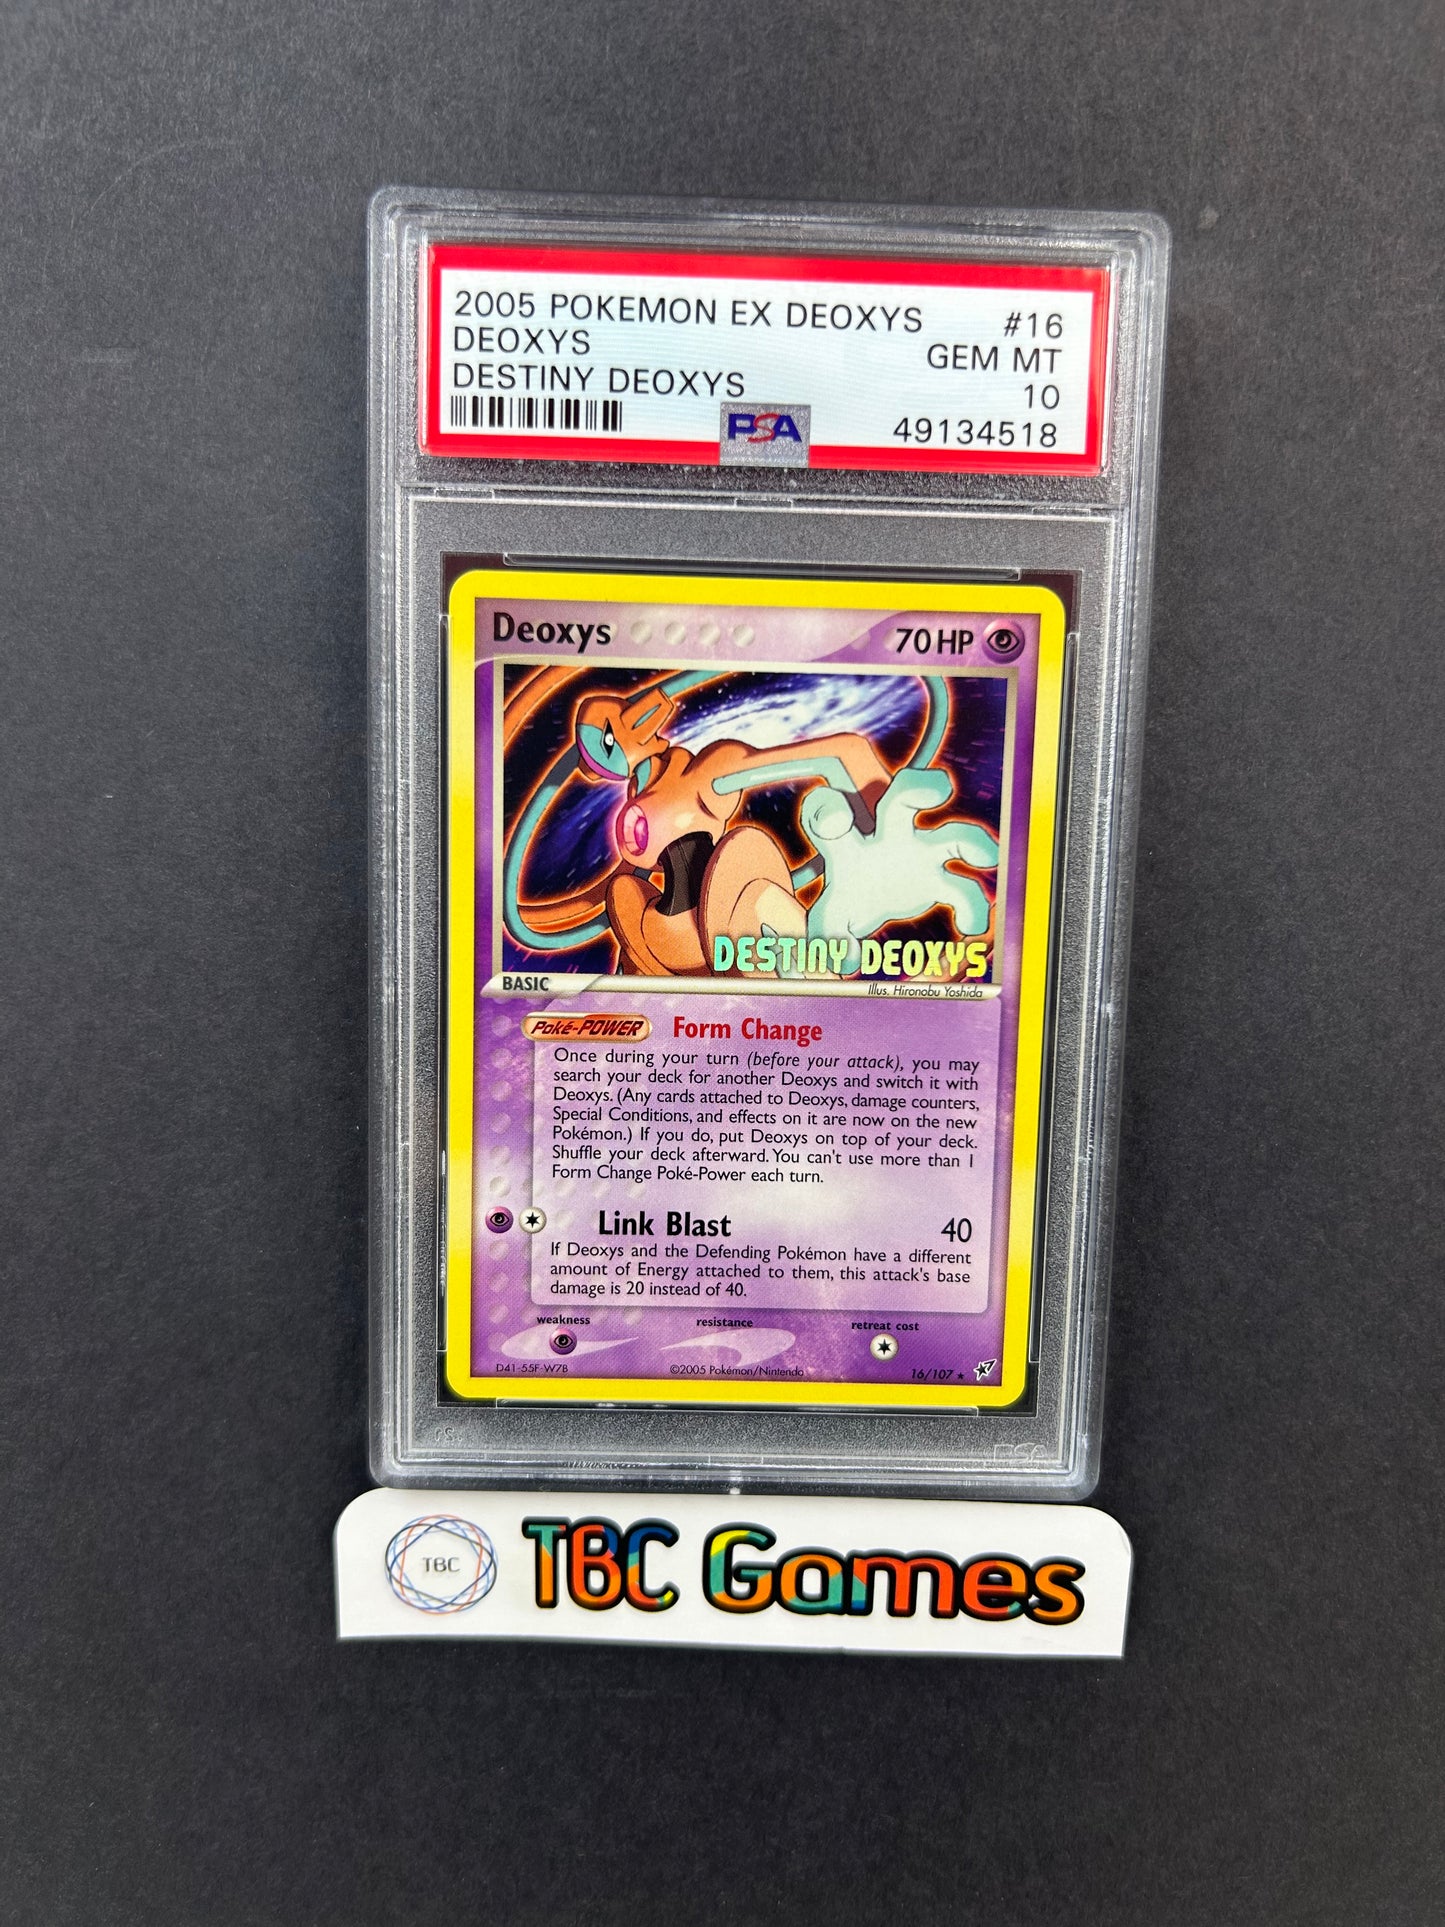 2005 POKEMON EX DEOXYS #16
DEOXYS GEM MT
DESTINY DEOXYS 10
PSA 49134518
Deoxys 70 HP
DESTINY DEOXYS
BASIC Illus. Hironobu Yoshida
Poké-POWER Form Change
Once during your turn (before your attack), you may
search your deck for another Deoxys and switch it with
Deoxys. (Any cards attached to Deoxys, damage counters,
Special Conditions, and effects on it are now on the new
Pokémon.) If you do, put Deoxys on top of your deck.
Shuffle your deck afterward. You can't use more than 1
Form Change Poké-Power each turn.
Link Blast 40
If Deoxys and the Defending Pokémon have a different
amount of Energy attached to them, this attack's base
damage is 20 instead of 40.
weakness resistance retreat cost
D41-55F-W7B ©2005 Pokémon/Nintendo 16/107 ★
PSA
TBC TBC Games